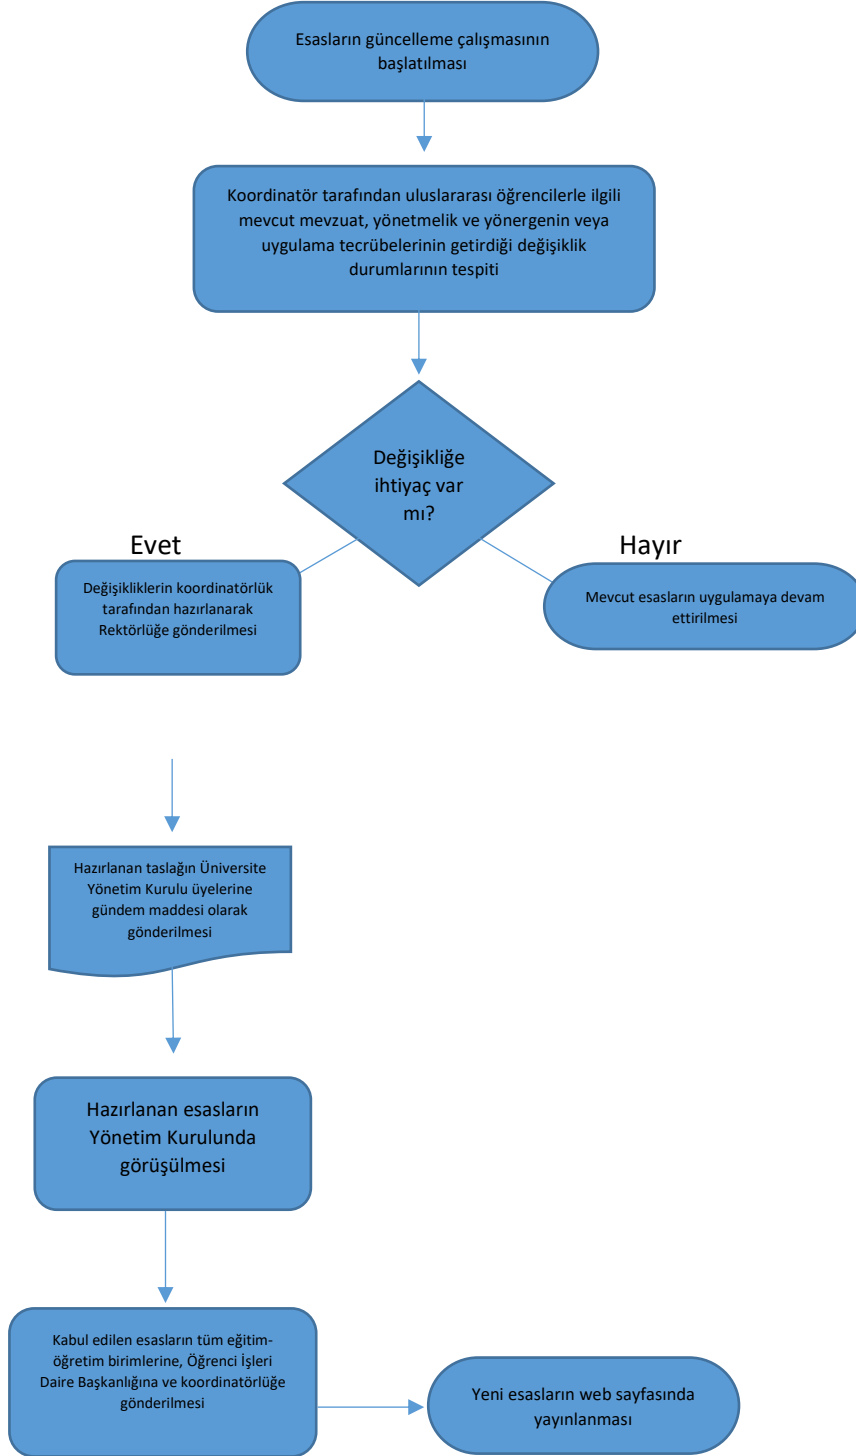 Esasların güncelleme çalışmasının
başlatılması
Koordinatör tarafından uluslararası öğrencilerle ilgili
mevcut mevzuat, yönetmelik ve yönergenin veya
uygulama tecrübelerinin getirdiği değişiklik
durumlarının tespiti
Değişikliğe
ihtiyaç var
mı?
Evet
Hayır
Değişikliklerin koordinatörlük
tarafından hazırlanarak
Rektörlüğe gönderilmesi
Mevcut esasların uygulamaya devam
ettirilmesi
Hazırlanan taslağın Üniversite
Yönetim Kurulu üyelerine
gündem maddesi olarak
gönderilmesi
Hazırlanan esasların
Yönetim Kurulunda
görüşülmesi
Kabul edilen esasların tüm eğitim-
öğretim birimlerine, Öğrenci İşleri
Daire Başkanlığına ve koordinatörlüğe
gönderilmesi
Yeni esasların web sayfasında
yayınlanması